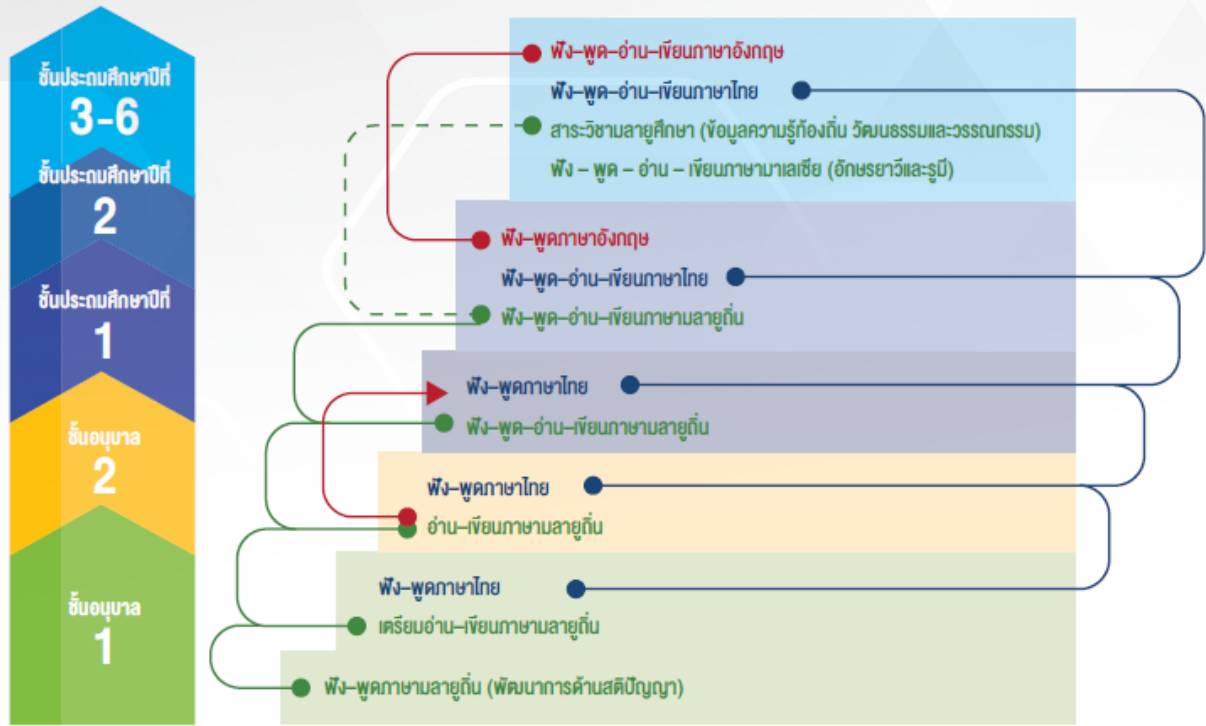 ชั้นประถมศึกษาปีที่
3-6
ชั้นประถมศึกษาปีที่
2
ชั้นประถมศึกษาปีที่
1
ชั้นอนุบาล
2
ชั้นอนุบาล
1
ฟัง–พูด–อ่าน–เขียนภาษาอังกฤษ
ฟัง–พูด–อ่าน–เขียนภาษาไทย
สาระวิชามลายูศึกษา (ข้อมูลความรู้ท้องถิ่น วัฒนธรรมและวรรณกรรม)
ฟัง – พูด – อ่าน – เขียนภาษามาเลเซีย (อักษรยาวีและรูมี)
ฟัง–พูดภาษาอังกฤษ
ฟัง–พูด–อ่าน–เขียนภาษาไทย
ฟัง–พูด–อ่าน–เขียนภาษามลายูถิ่น
ฟัง–พูดภาษาไทย
ฟัง–พูด–อ่าน–เขียนภาษามลายูถิ่น
ฟัง–พูดภาษาไทย
อ่าน–เขียนภาษามลายูถิ่น
ฟัง–พูดภาษาไทย
เตรียมอ่าน–เขียนภาษามลายูถิ่น
ฟัง–พูดภาษามลายูถิ่น (พัฒนาการด้านสติปัญญา)